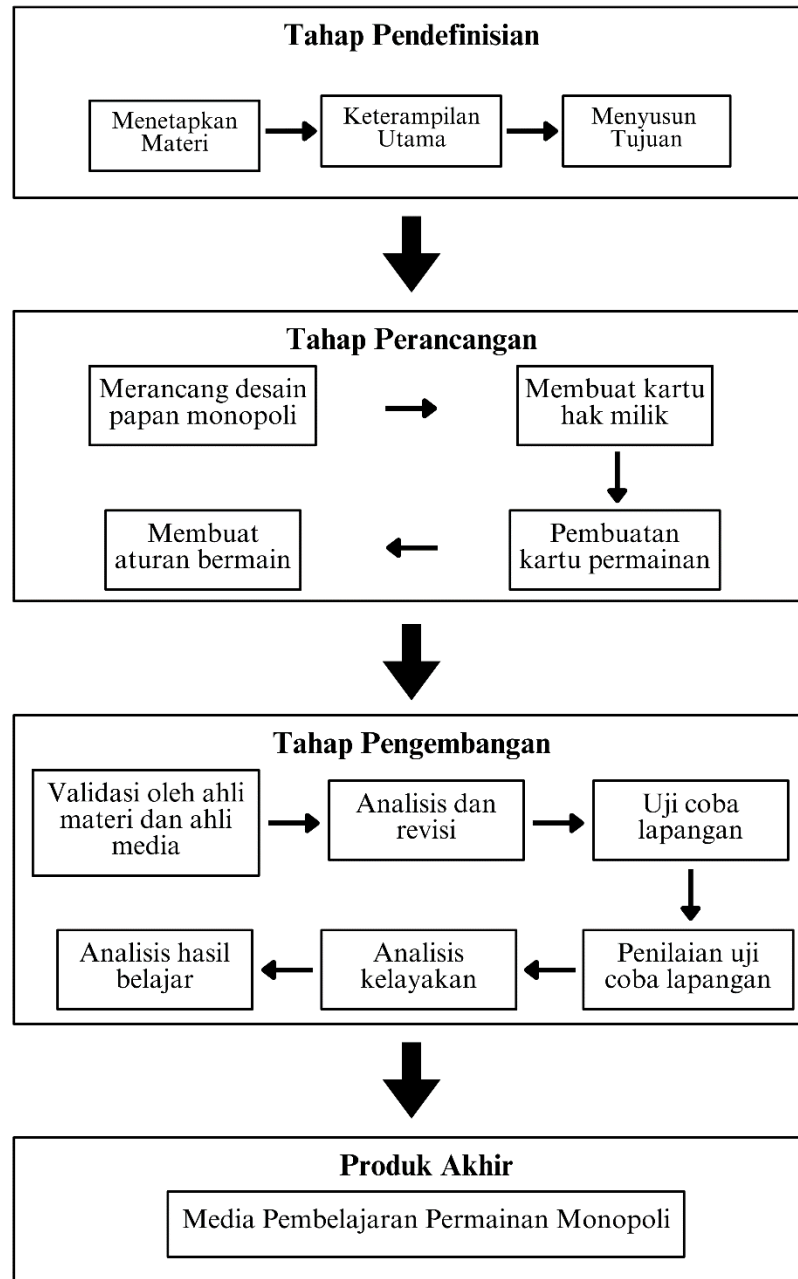 Tahap Pendefinisian
Menetapkan
Materi
Keterampilan
Utama
Menyusun
Tujuan
Tahap Perancangan
Merancang desain
papan monopoli
Membuat kartu
hak milik
Pembuatan
kartu permainan
Membuat
aturan bermain
Tahap Pengembangan
Validasi oleh ahli
materi dan ahli
media
Analisis dan
revisi
Uji coba
lapangan
Penilaian uji
coba lapangan
Analisis
kelayakan
Analisis hasil
belajar
Produk Akhir
Media Pembelajaran Permainan Monopoli